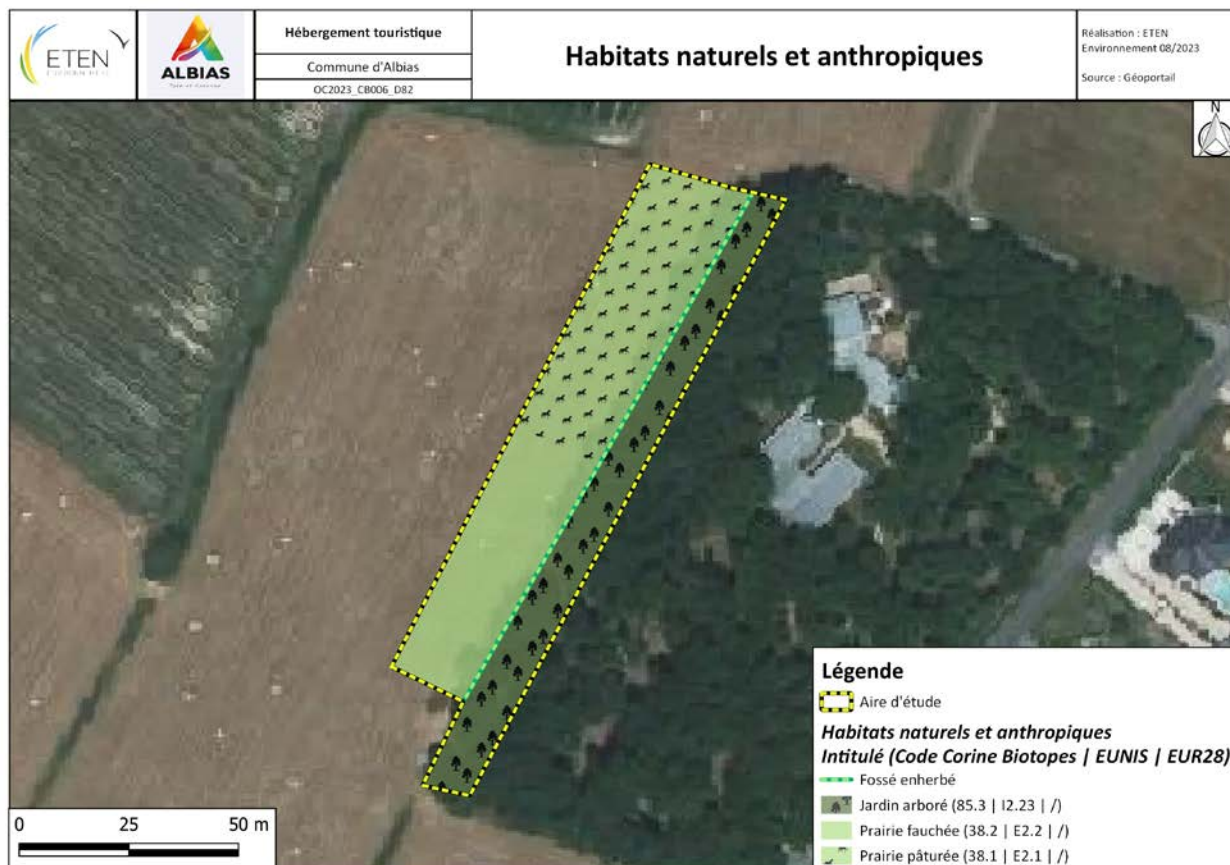 ETEN
ALBIAS
Hébergement touristique
Commune d'Albias
OC2023_CB006_D82
Habitats naturels et anthropiques
Réalisation : ETEN
Environnement 08/2023
Source : Géoportail
N
Légende
Aire d'étude
Habitats naturels et anthropiques
Intitulé (Code Corine Biotopes | EUNIS | EUR28)
Fossé enherbé
Jardin arboré (85.3 | I2.23 | /)
Prairie fauchée (38.2 | E2.2 | /)
Prairie pâturée (38.1 | E2.1 | /)
0 25 50 m